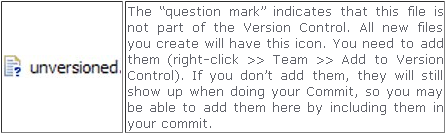 unversioned.
The "question mark" indicates that this file is
not part of the Version Control. All new files
you create will have this icon. You need to add
them (right-click >> Team >> Add to Version
Control). If you don't add them, they will still
show up when doing your Commit, so you may
be able to add them here by including them in
your commit.